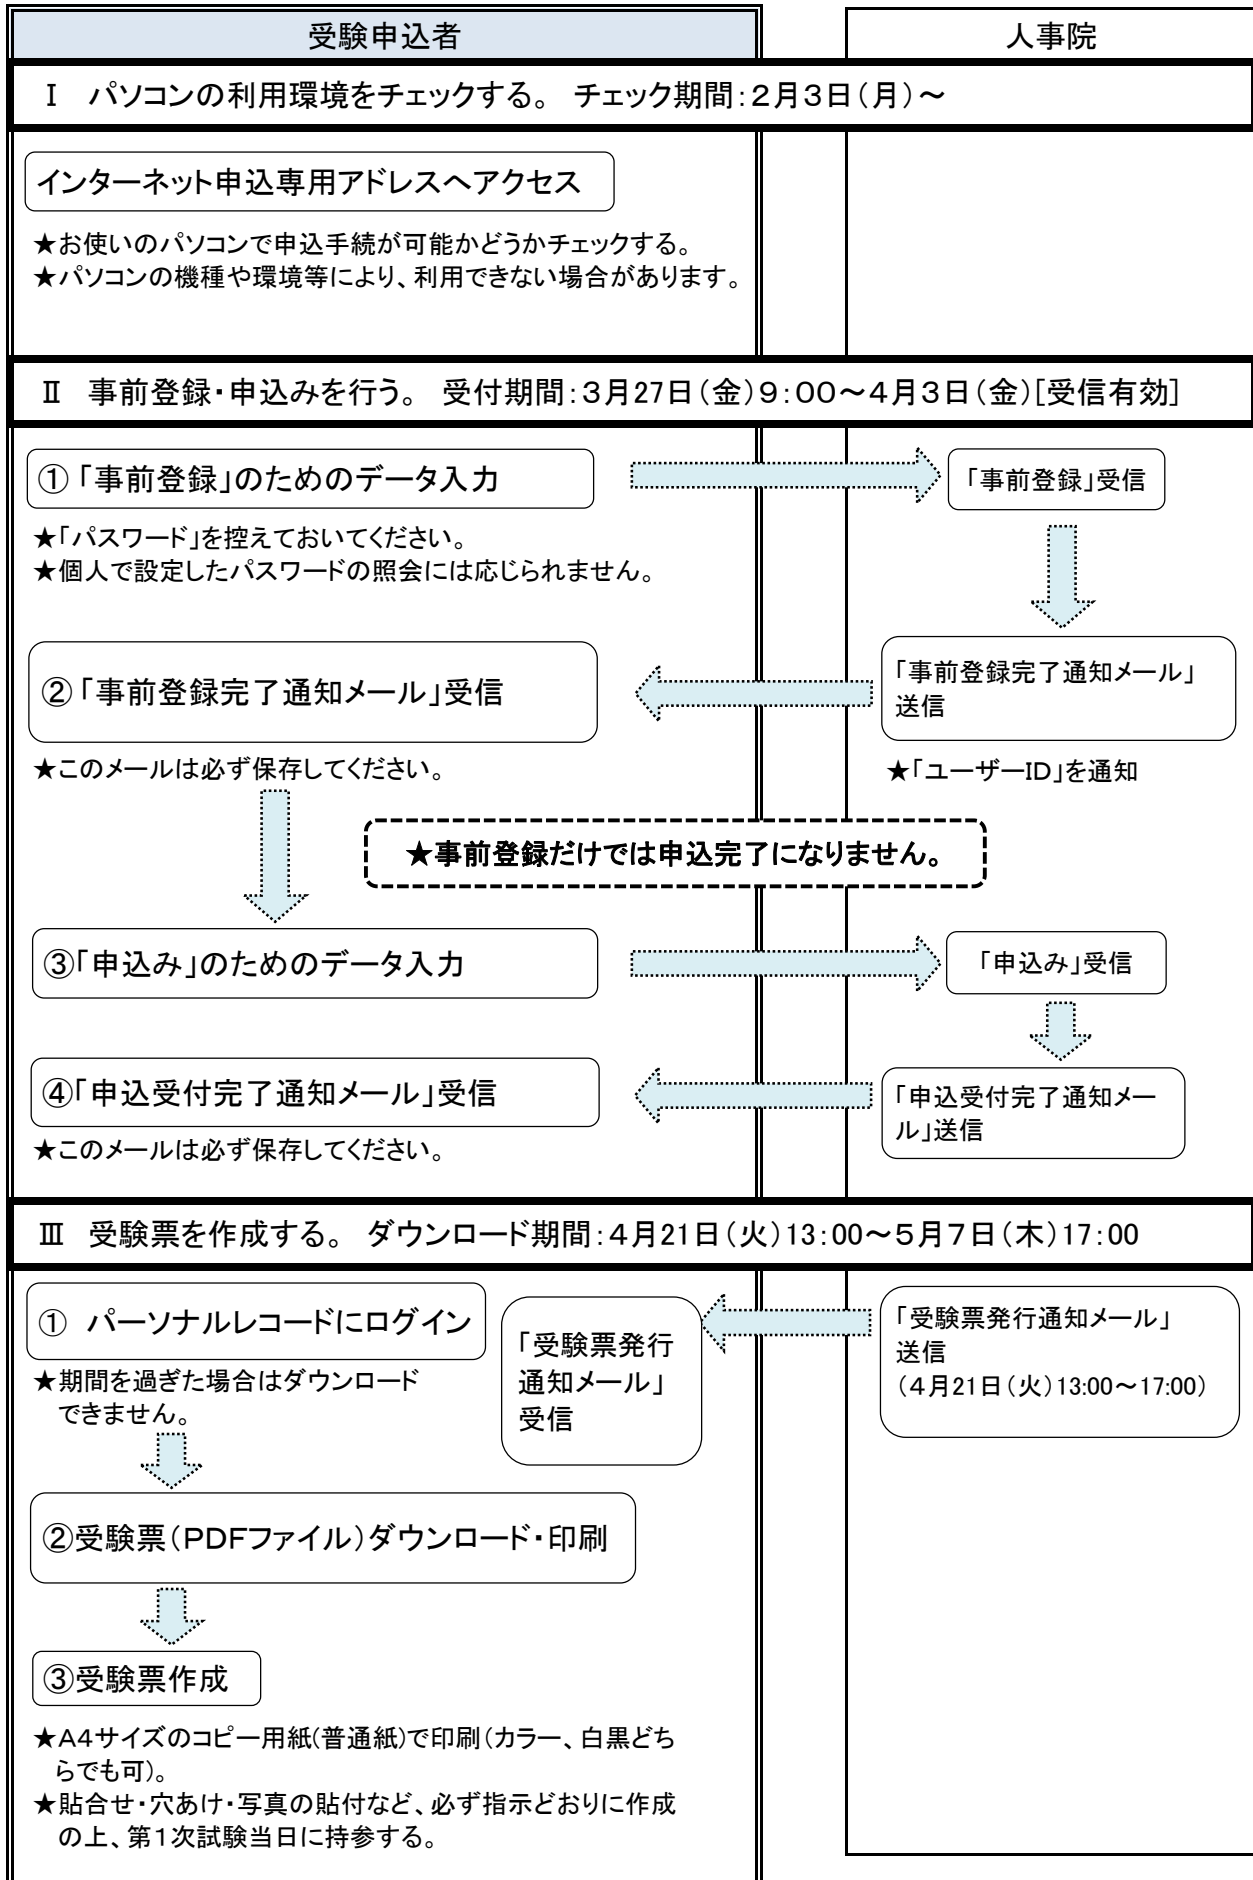 受験申込者
人事院
Ⅰ　パソコンの利用環境をチェックする。 チェック期間：２月３日（月）～
インターネット申込専用アドレスへアクセス
★お使いのパソコンで申込手続が可能かどうかチェックする。
★パソコンの機種や環境等により、利用できない場合があります。
Ⅱ　事前登録・申込みを行う。 受付期間：３月27日（金）９：００～４月３日（金）［受信有効］
①「事前登録」のためのデータ入力
「事前登録」受信
★「パスワード」を控えておいてください。
★個人で設定したパスワードの照会には応じられません。
②「事前登録完了通知メール」受信
「事前登録完了通知メール」
送信
★このメールは必ず保存してください。
★「ユーザーID」を通知
★事前登録だけでは申込完了になりません。
③「申込み」のためのデータ入力
「申込み」受信
④「申込受付完了通知メール」受信
「申込受付完了通知メー
ル」送信
★このメールは必ず保存してください。
Ⅲ　受験票を作成する。 ダウンロード期間：４月21日（火）13：00～５月７日（木）17：00
①　パーソナルレコードにログイン
★期間を過ぎた場合はダウンロード
できません。
「受験票発行
通知メール」
受信
「受験票発行通知メール」
送信
（４月21日（火）13:00～17:00）
②受験票（ＰＤＦファイル）ダウンロード・印刷
③受験票作成
★Ａ４サイズのコピー用紙(普通紙)で印刷（カラー、白黒どち
らでも可）。
★貼合せ・穴あけ・写真の貼付など、必ず指示どおりに作成
の上、第１次試験当日に持参する。